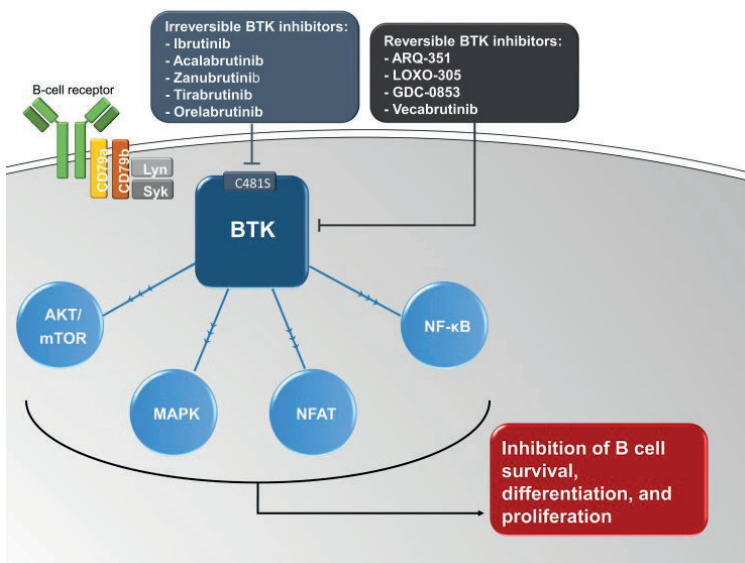 Irreversible BTK inhibitors:
- Ibrutinib
- Acalabrutinib
- Zanubrutinib
- Tirabrutinib
- Orelabrutinib
Reversible BTK inhibitors:
- ARQ-351
- LOXO-305
- GDC-0853
- Vecabrutinib
B-cell receptor
CD79a
CD79b
Lyn
Syk
C481S
BTK
AKT/
mTOR
MAPK
NFAT
NF-κB
Inhibition of B cell
survival,
differentiation, and
proliferation